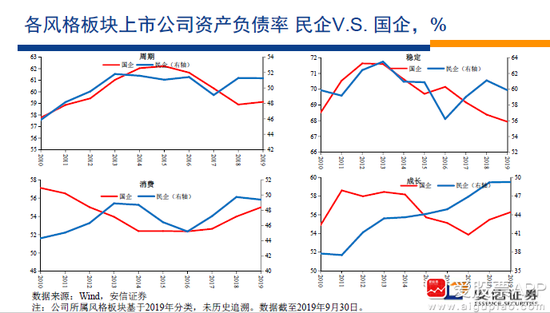 各风格板块上市公司资产负债率 民企V.S. 国企，%
周期
国企 民企（右轴）
63 54
62 52
61
60 50
59 48
58 46
57
56 44
55 42
2010 2011 2012 2013 2014 2015 2016 2017 2018 2019
稳定
国企
民企（右轴）
72 64
71 62
70 60
69 58
68 56
67 54
66 52
2010 2011 2012 2013 2014 2015 2016 2017 2018 2019
消费
国企 民企（右轴）
58 52
56 50
54 48
52 46
50 44
48 42
2010 2011 2012 2013 2014 2015 2016 2017 2018 2019
成长
国企 民企（右轴）
60 50
58 47
56 44
54 41
52 38
50 35
2010 2011 2012 2013 2014 2015 2016 2017 2018 2019
数据来源：Wind，安信证券
注：公司所属风格板块基于2019年分类，未历史追溯。数据截至2019年9月30日。
安信证券
ESSENCE SECURITIES